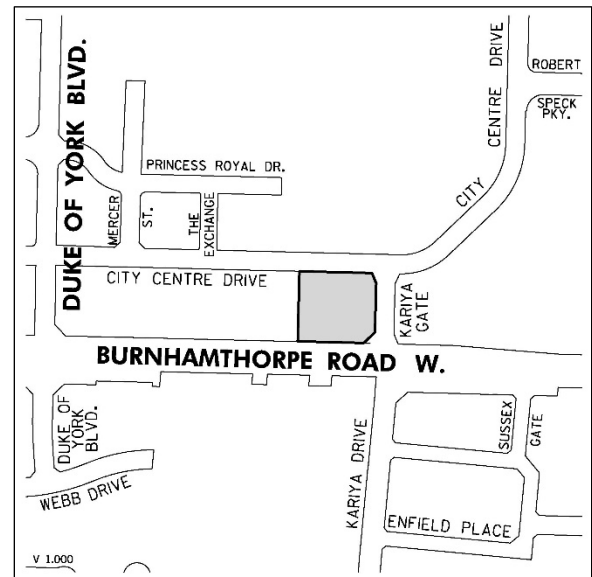 DUKE OF YORK BLVD.
CITY CENTRE DRIVE
ROBERT
SPECK
PKY.
PRINCESS ROYAL DR.
MERCER
ST.
THE
EXCHANGE
CITY CENTRE DRIVE
KARIYA
GATE
BURNHAMTHORPE ROAD W.
DUKE OF
YORK
BLVD.
WEBB DRIVE
KARIYA DRIVE
SUSSEX
GATE
ENFIELD PLACE
V 1.000